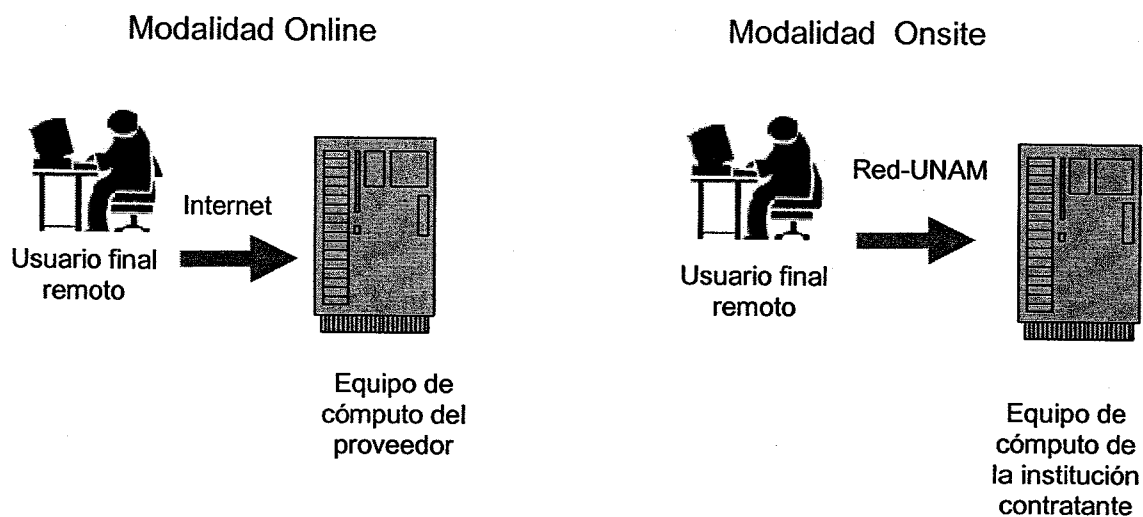 Modalidad Online
Internet
Usuario final
remoto
Equipo de
cómputo del
proveedor
Modalidad Onsite
Red-UNAM
Usuario final
remoto
Equipo de
cómputo de
la institución
contratante